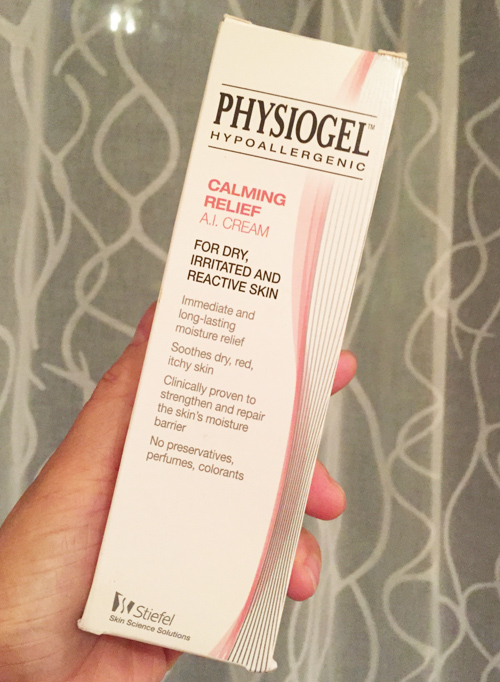 PHYSIOGEL™
HYPOALLERGENIC
CALMING
RELIEF
A.I. CREAM
FOR DRY,
IRRITATED AND
REACTIVE SKIN
Immediate and
long-lasting
moisture relief
Soothes dry, red,
itchy skin
Clinically proven to
strengthen and repair
the skin's moisture
barrier
No preservatives,
perfumes, colorants
Stiefel
Skin Science Solutions